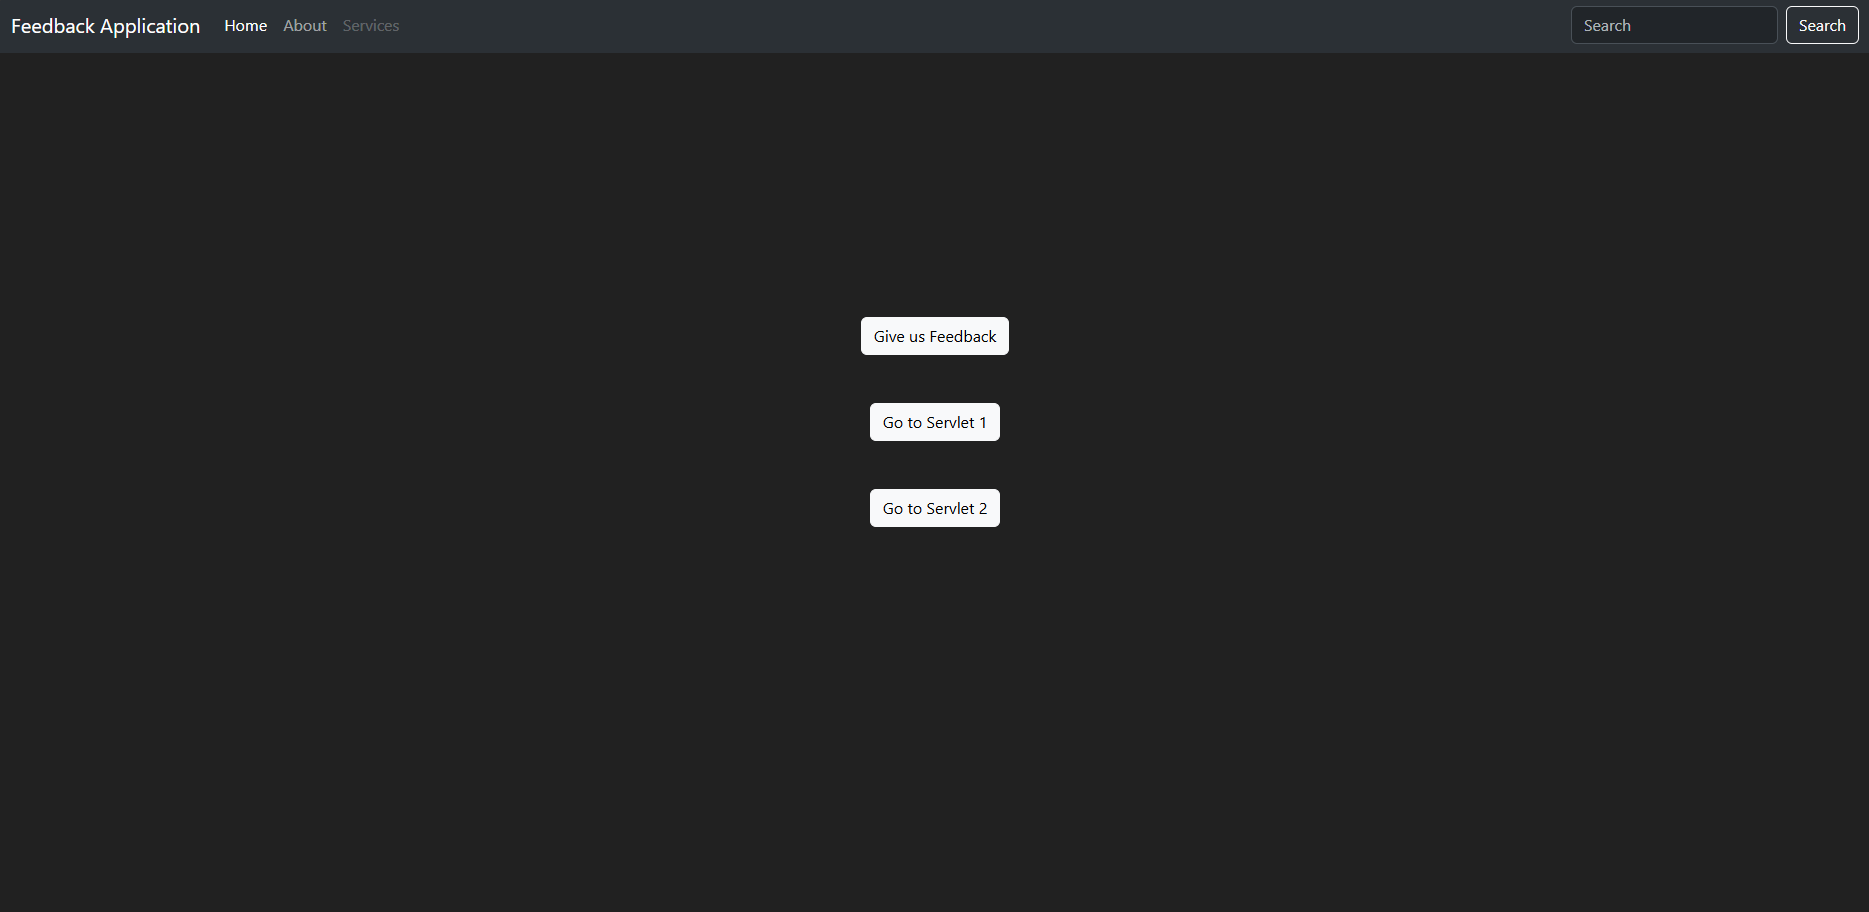 Feedback Application Home About Services Search Search
Give us Feedback
Go to Servlet 1
Go to Servlet 2